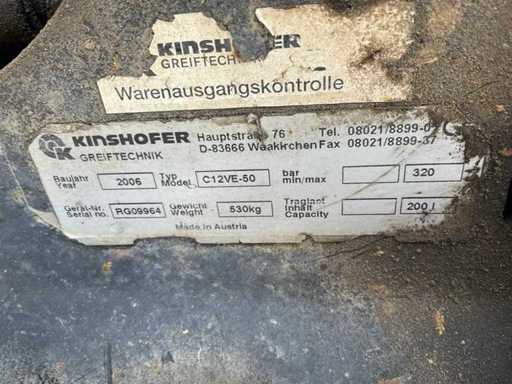 KINSHOFER
GREIFTECHNIK
Warenausgangskontrolle
KINSHOFER
GREIFTECHNIK
Hauptstraße 76
D-83666 Waakirchen
Tel. 08021/8899-0
Fax 08021/8899-37
Baujahr
Year
2006
Typ
Model
C12VE-50
bar
min/max
320
Gerät-Nr.
Serial no.
RG09964
Gewicht
Weight
530kg
Traglast
Inhalt
Capacity
200 l
Made in Austria